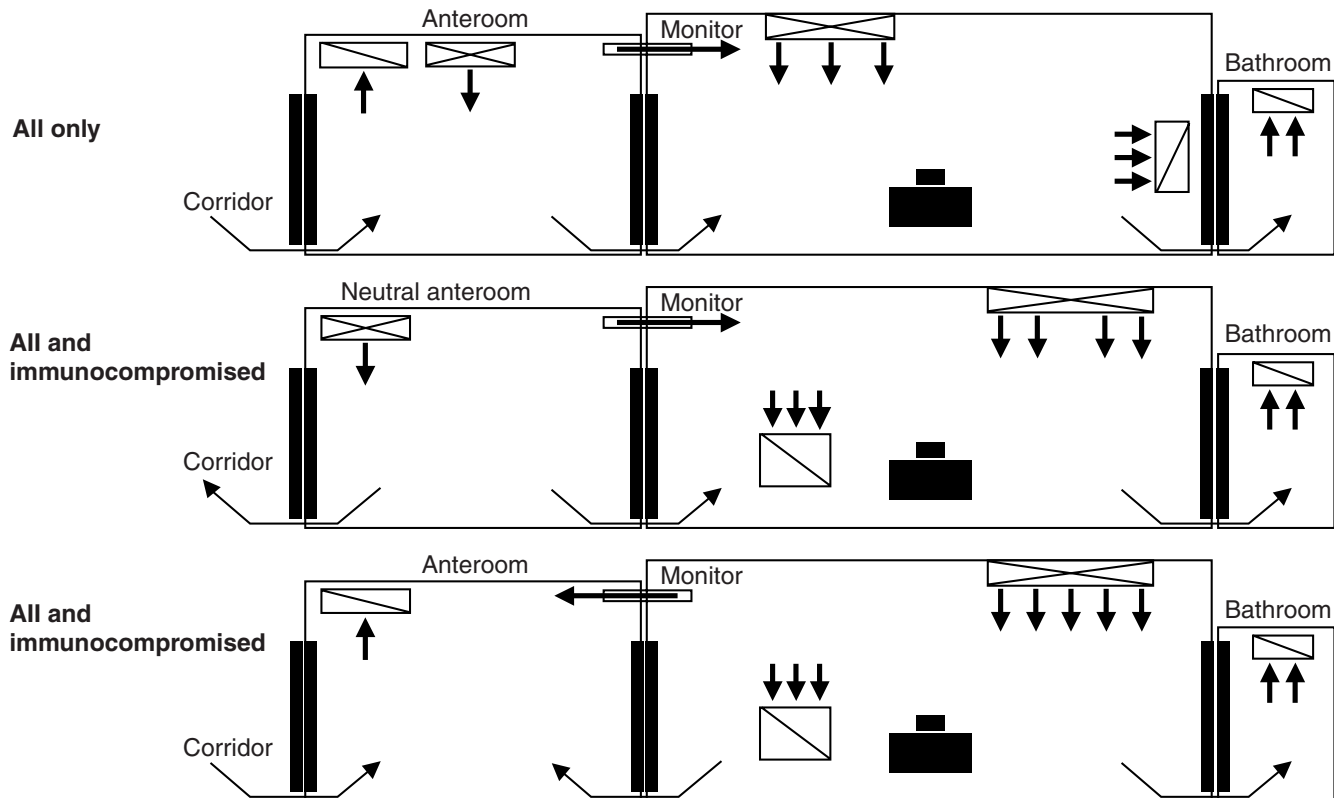 Anteroom
Monitor
Bathroom
All only
Corridor
Neutral anteroom
Monitor
Bathroom
All and
immunocompromised
Corridor
Anteroom
Monitor
Bathroom
All and
immunocompromised
Corridor